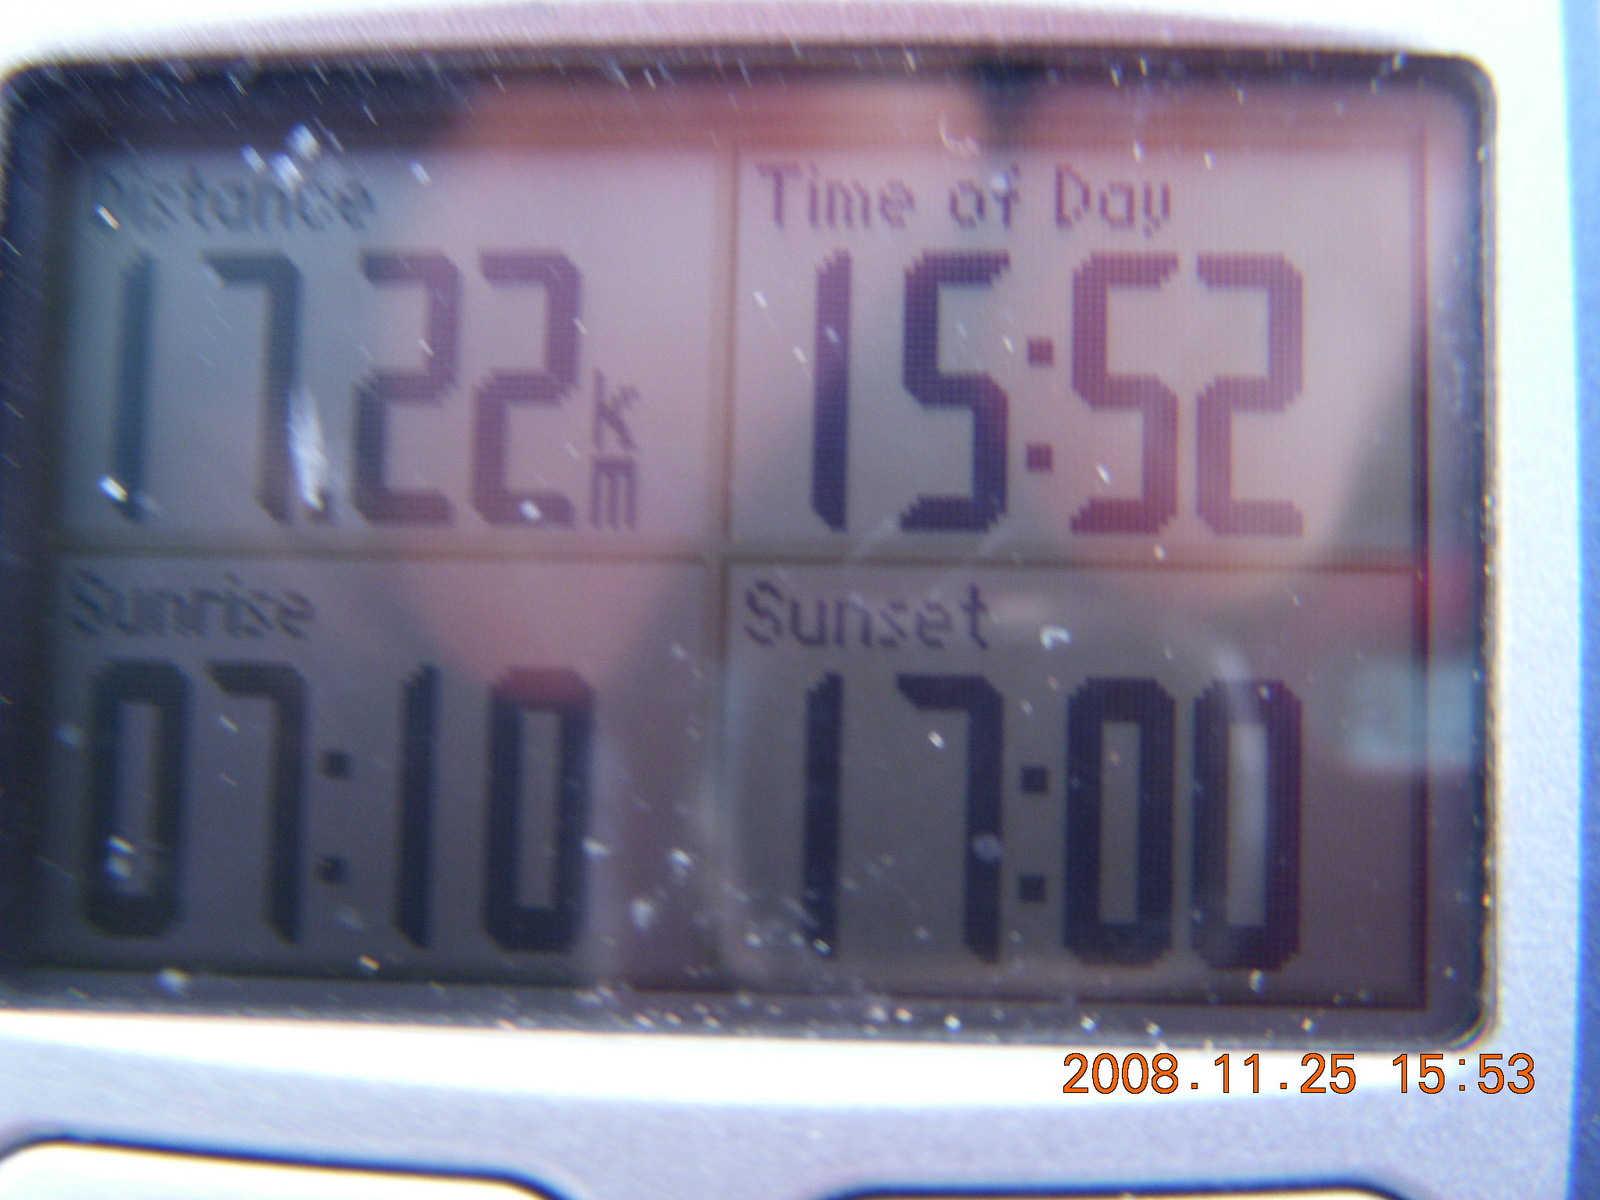 Distance
17.22 km
Time of Day
15:52
Sunrise
07:10
Sunset
17:00
2008.11.25 15:53